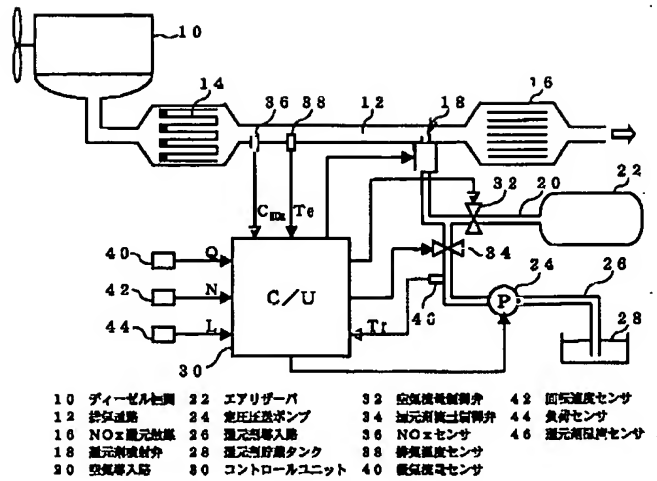 10
14
36
38
12
18
16
22
32
20
C
Te
40
Q
34
24
26
42
N
C/U
P
28
44
L
Tf
46
30
10 ディーゼル機関 22 エアリザーバ 32 空気流量制御弁 42 回転速度センサ
12 排気通路 24 定圧圧送ポンプ 34 還元剤流量制御弁 44 負荷センサ
16 NOx還元触媒 26 還元剤導入路 36 NOxセンサ 46 還元剤温度センサ
18 還元剤噴射弁 28 還元剤貯蔵タンク 38 排気温度センサ
20 空気導入路 30 コントロールユニット 40 吸気流量センサ